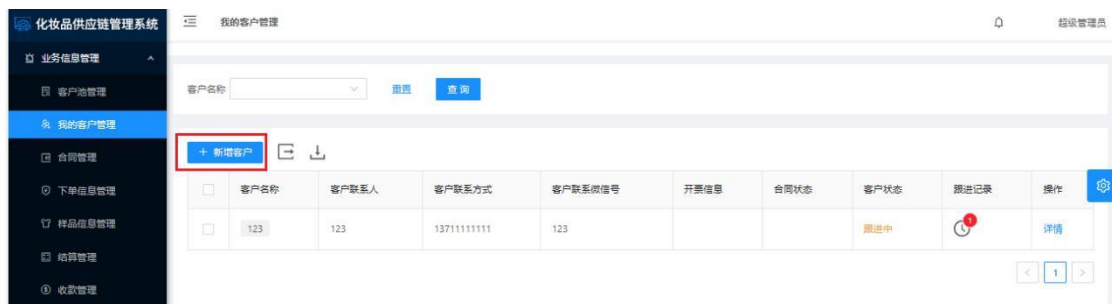 化妆品供应链管理系统
我的客户管理
超级管理员
业务信息管理
客户池管理
我的客户管理
合同管理
下单信息管理
样品信息管理
结算管理
收款管理
客户名称
重置
查 询
+ 新增客户
客户名称 客户联系人 客户联系方式 客户联系微信号 开票信息 合同状态 客户状态 跟进记录 操作
123 123 13711111111 123 跟进中 1 详情
< 1 >